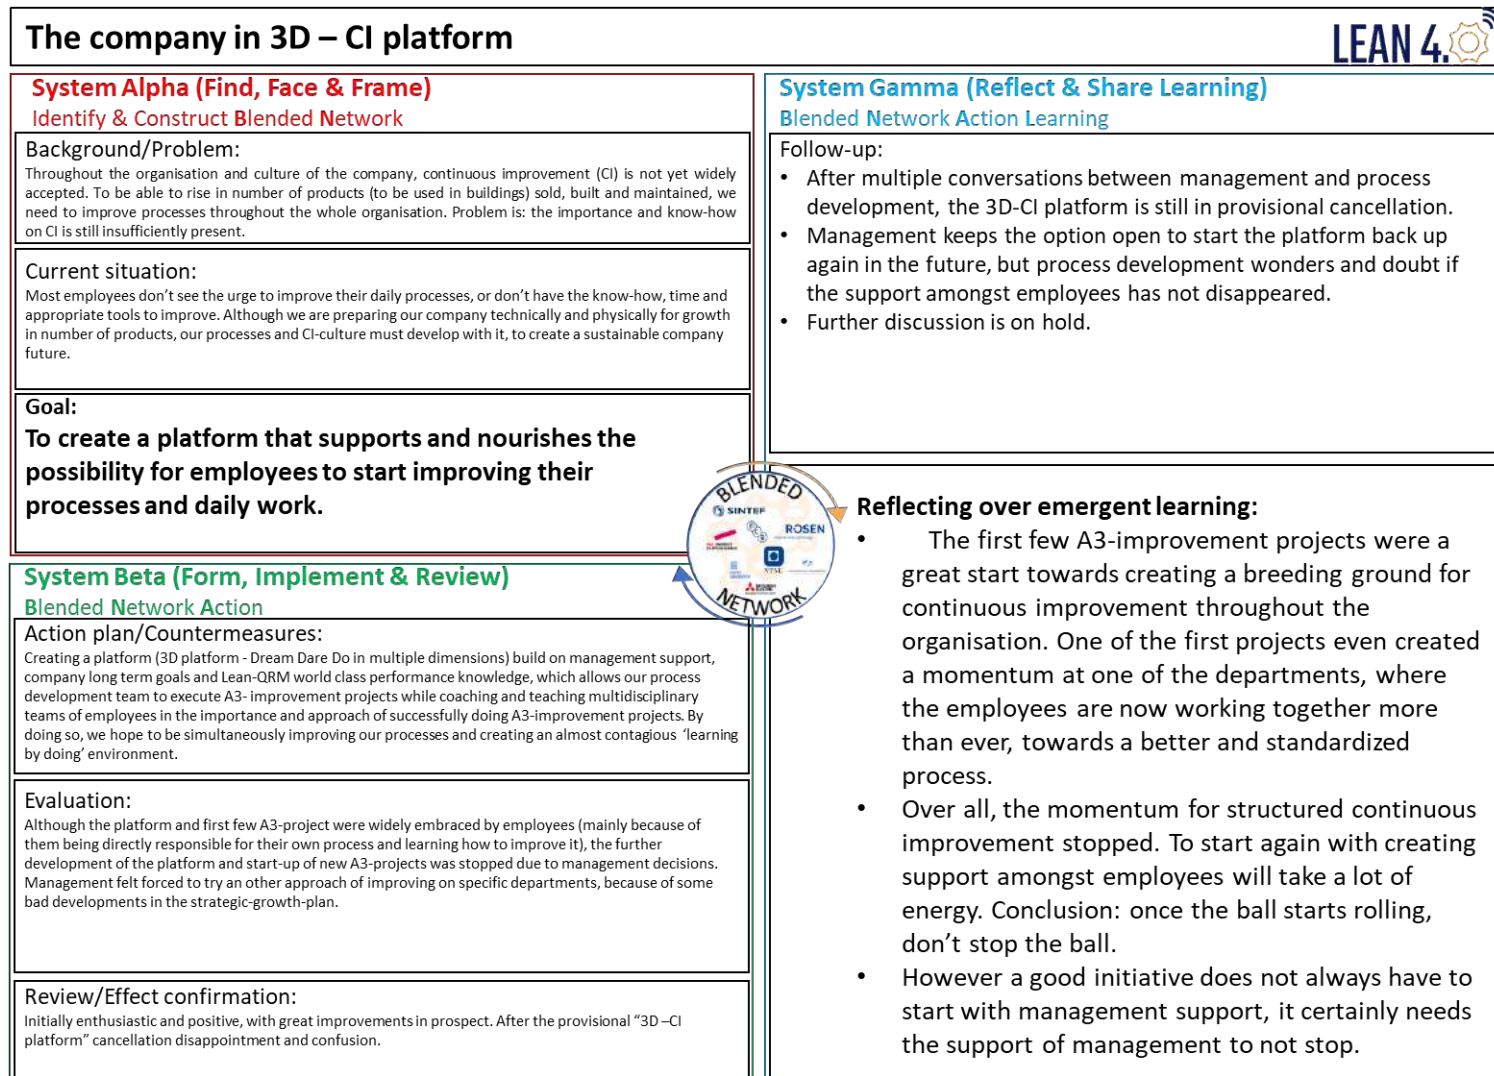 The company in 3D – CI platform
LEAN 4.
System Alpha (Find, Face & Frame)
Identify & Construct Blended Network
Background/Problem:
Throughout the organisation and culture of the company, continuous improvement (CI) is not yet widely
accepted. To be able to rise in number of products (to be used in buildings) sold, built and maintained, we
need to improve processes throughout the whole organisation. Problem is: the importance and know-how
on CI is still insufficiently present.
Current situation:
Most employees don’t see the urge to improve their daily processes, or don’t have the know-how, time and
appropriate tools to improve. Although we are preparing our company technically and physically for growth
in number of products, our processes and CI-culture must develop with it, to create a sustainable company
future.
Goal:
To create a platform that supports and nourishes the
possibility for employees to start improving their
processes and daily work.
System Beta (Form, Implement & Review)
Blended Network Action
Action plan/Countermeasures:
Creating a platform (3D platform - Dream Dare Do in multiple dimensions) build on management support,
company long term goals and Lean-QRM world class performance knowledge, which allows our process
development team to execute A3- improvement projects while coaching and teaching multidisciplinary
teams of employees in the importance and approach of successfully doing A3-improvement projects. By
doing so, we hope to be simultaneously improving our processes and creating an almost contagious ‘learning
by doing’ environment.
Evaluation:
Although the platform and first few A3-project were widely embraced by employees (mainly because of
them being directly responsible for their own process and learning how to improve it), the further
development of the platform and start-up of new A3-projects was stopped due to management decisions.
Management felt forced to try an other approach of improving on specific departments, because of some
bad developments in the strategic-growth-plan.
Review/Effect confirmation:
Initially enthusiastic and positive, with great improvements in prospect. After the provisional “3D –CI
platform” cancellation disappointment and confusion.
System Gamma (Reflect & Share Learning)
Blended Network Action Learning
Follow-up:
• After multiple conversations between management and process
development, the 3D-CI platform is still in provisional cancellation.
• Management keeps the option open to start the platform back up
again in the future, but process development wonders and doubt if
the support amongst employees has not disappeared.
• Further discussion is on hold.
BLENDED
SINTEF
ROSEN
NETWORK
Reflecting over emergent learning:
• The first few A3-improvement projects were a
great start towards creating a breeding ground for
continuous improvement throughout the
organisation. One of the first projects even created
a momentum at one of the departments, where
the employees are now working together more
than ever, towards a better and standardized
process.
• Over all, the momentum for structured continuous
improvement stopped. To start again with creating
support amongst employees will take a lot of
energy. Conclusion: once the ball starts rolling,
don’t stop the ball.
• However a good initiative does not always have to
start with management support, it certainly needs
the support of management to not stop.